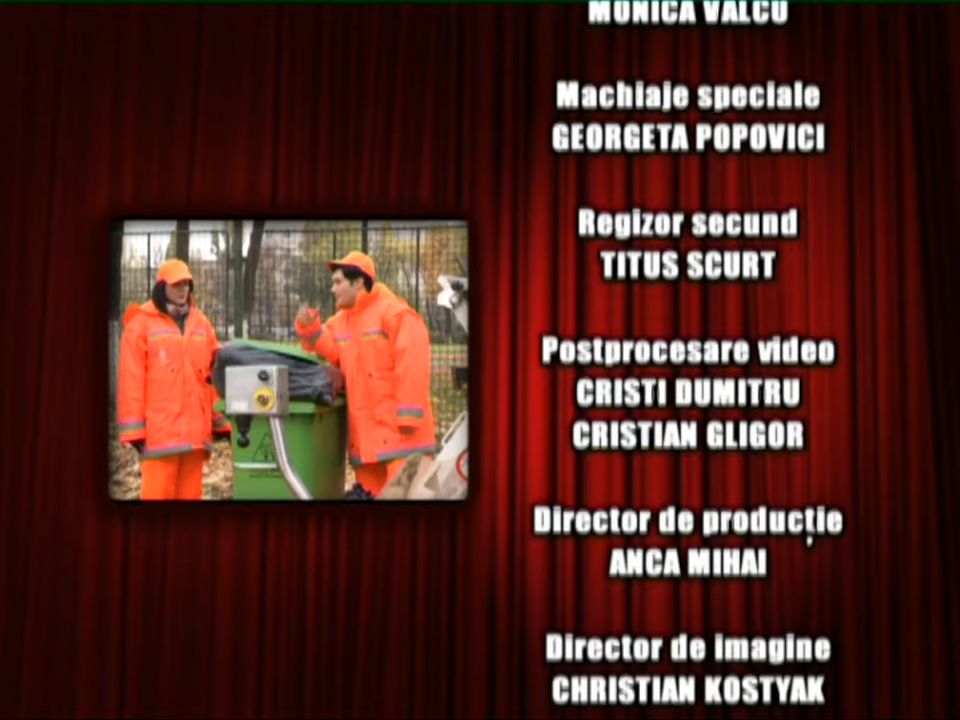 MONICA VALCU
Machiaje speciale
GEORGETA POPOVICI
Regizor secund
TITUS SCURT
Postprocesare video
CRISTI DUMITRU
CRISTIAN GLIGOR
Director de producție
ANCA MIHAI
Director de imagine
CHRISTIAN KOSTYAK